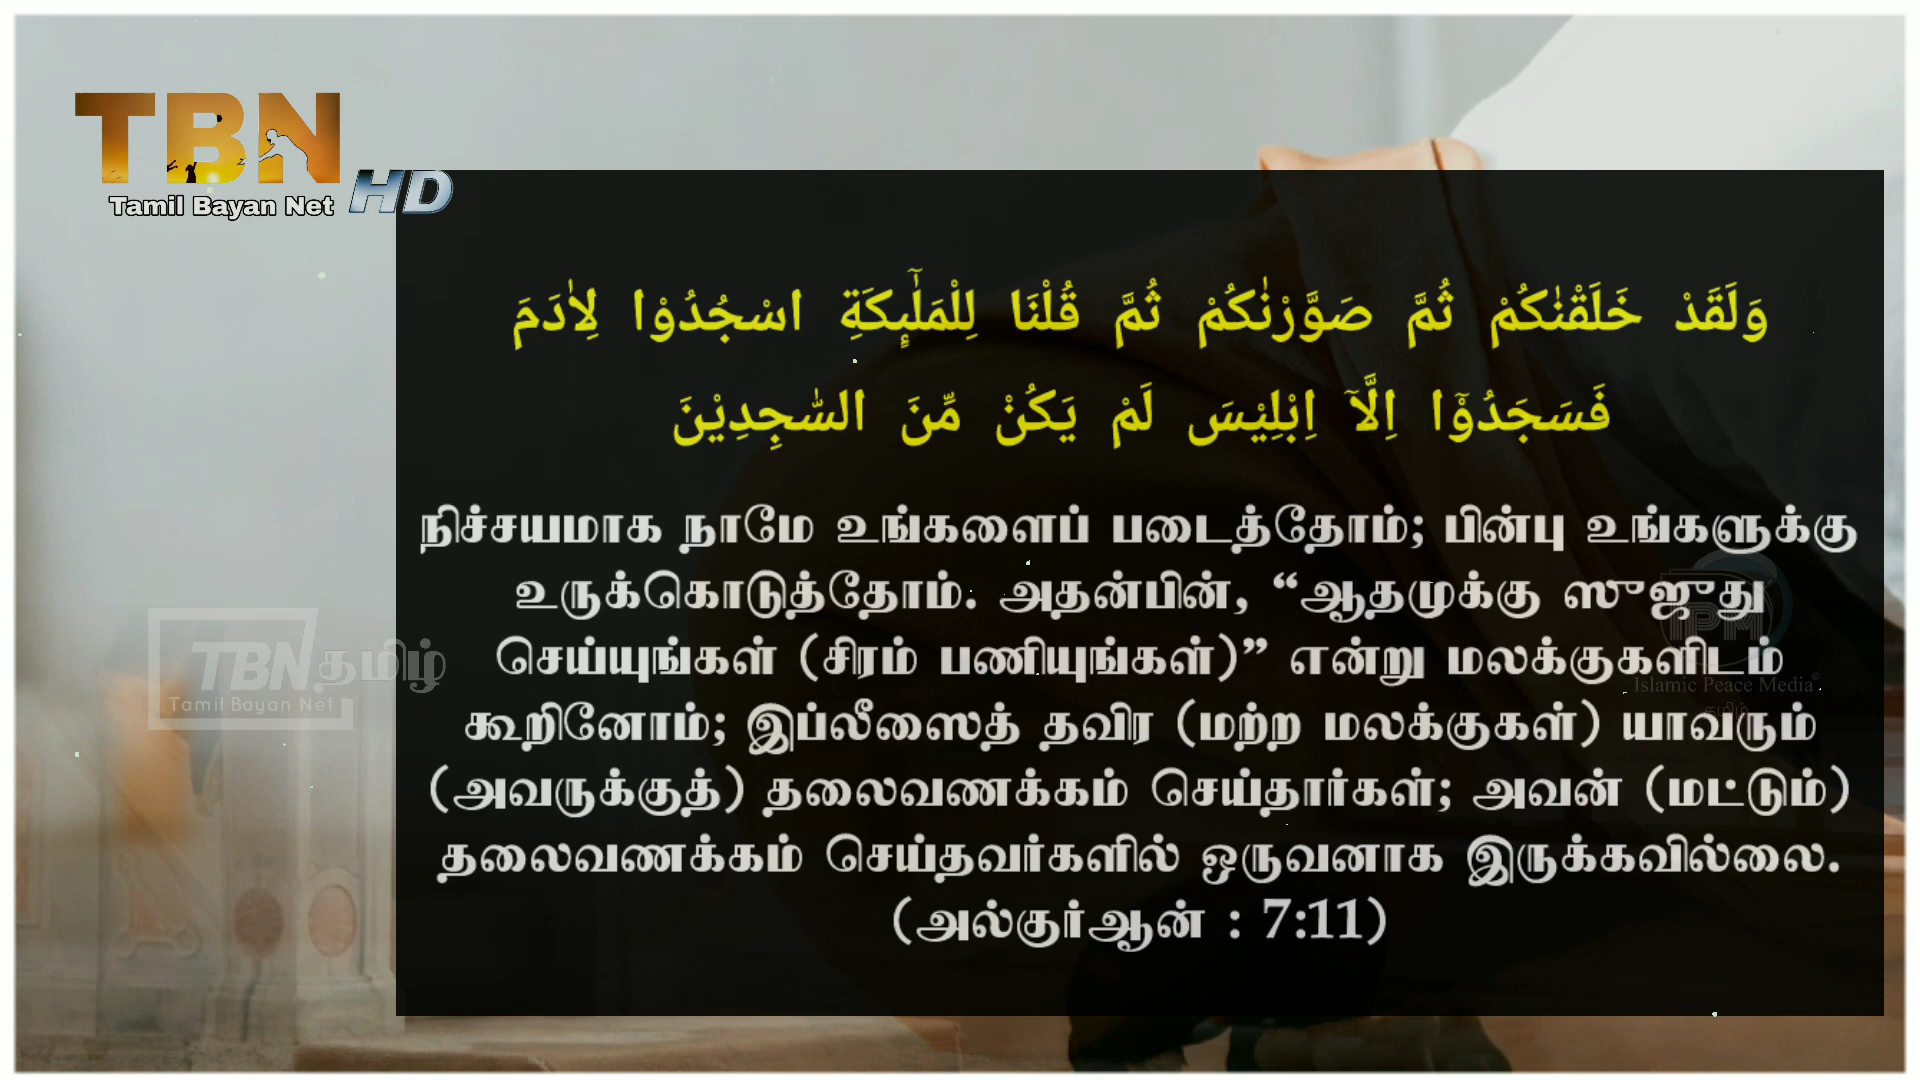 TBN
HD
Tamil Bayan Net
وَلَقَدْ خَلَقْنٰكُمْ ثُمَّ صَوَّرْنٰكُمْ ثُمَّ قُلْنَا لِلْمَلٰٓٮِٕكَةِ اسْجُدُوْا لِاٰدَمَ
فَسَجَدُوْۤا اِلَّاۤ اِبْلِيْسَ لَمْ يَكُنْ مِّنَ السّٰجِدِيْنَ
நிச்சயமாக நாமே உங்களைப் படைத்தோம்; பின்பு உங்களுக்கு
உருக்கொடுத்தோம். அதன்பின், “ஆதமுக்கு ஸுஜுது
செய்யுங்கள் (சிரம் பணியுங்கள்)” என்று மலக்குகளிடம்
கூறினோம்; இப்லீஸைத் தவிர (மற்ற மலக்குகள்) யாவரும்
(அவருக்குத்) தலைவணக்கம் செய்தார்கள்; அவன் (மட்டும்)
தலைவணக்கம் செய்தவர்களில் ஒருவனாக இருக்கவில்லை.
(அல்குர்ஆன் : 7:11)
TBN தமிழ்
Tamil Bayan Net
IPM
Islamic Peace Media©
தமிழ்